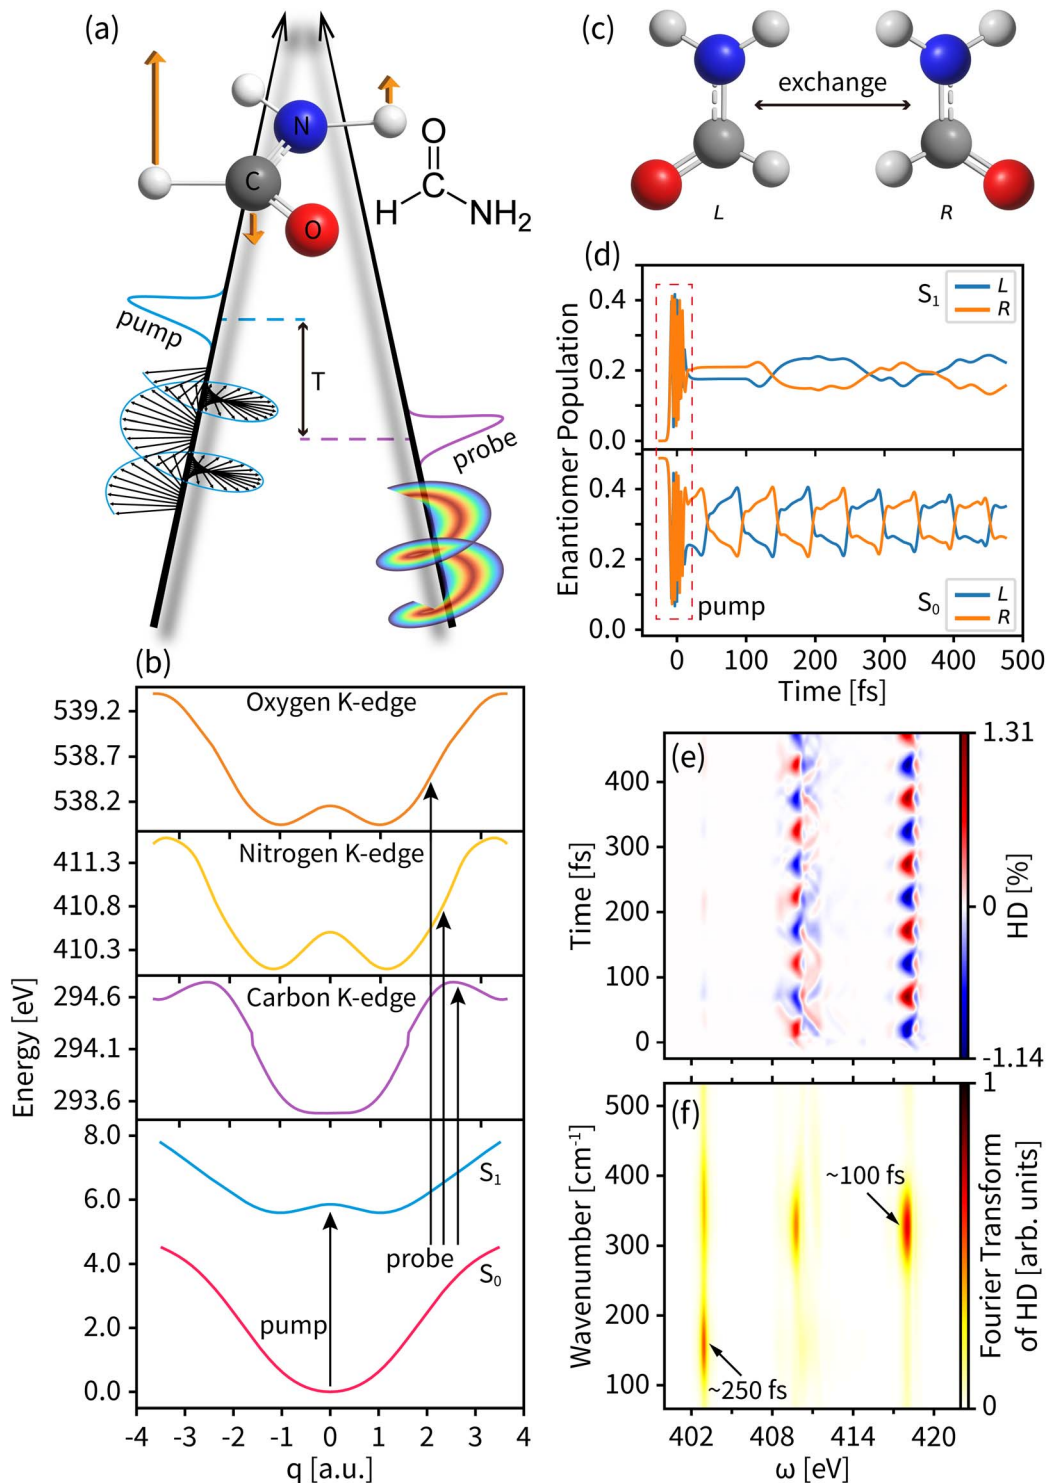 (a)
N
C
O
O
H
NH2
pump
T
probe
(b)
Oxygen K-edge
539.2
538.7
538.2
Nitrogen K-edge
411.3
410.8
410.3
Carbon K-edge
294.6
294.1
293.6
Energy [eV]
8.0
6.0
4.0
2.0
0.0
S1
S0
probe
pump
-4 -3 -2 -1 0 1 2 3 4
q [a.u.]
(c)
exchange
L
R
(d)
S1
L
R
0.4
0.2
0.0
Enantiomer Population
0.4
0.2
0.0
pump
S0
L
R
0 100 200 300 400 500
Time [fs]
(e)
400
300
200
100
0
Time [fs]
1.31
0
-1.14
HD [%]
(f)
500
400
300
200
100
Wavenumber [cm-1]
~100 fs
~250 fs
1
0
Fourier Transform
of HD [arb. units]
402 408 414 420
ω [eV]